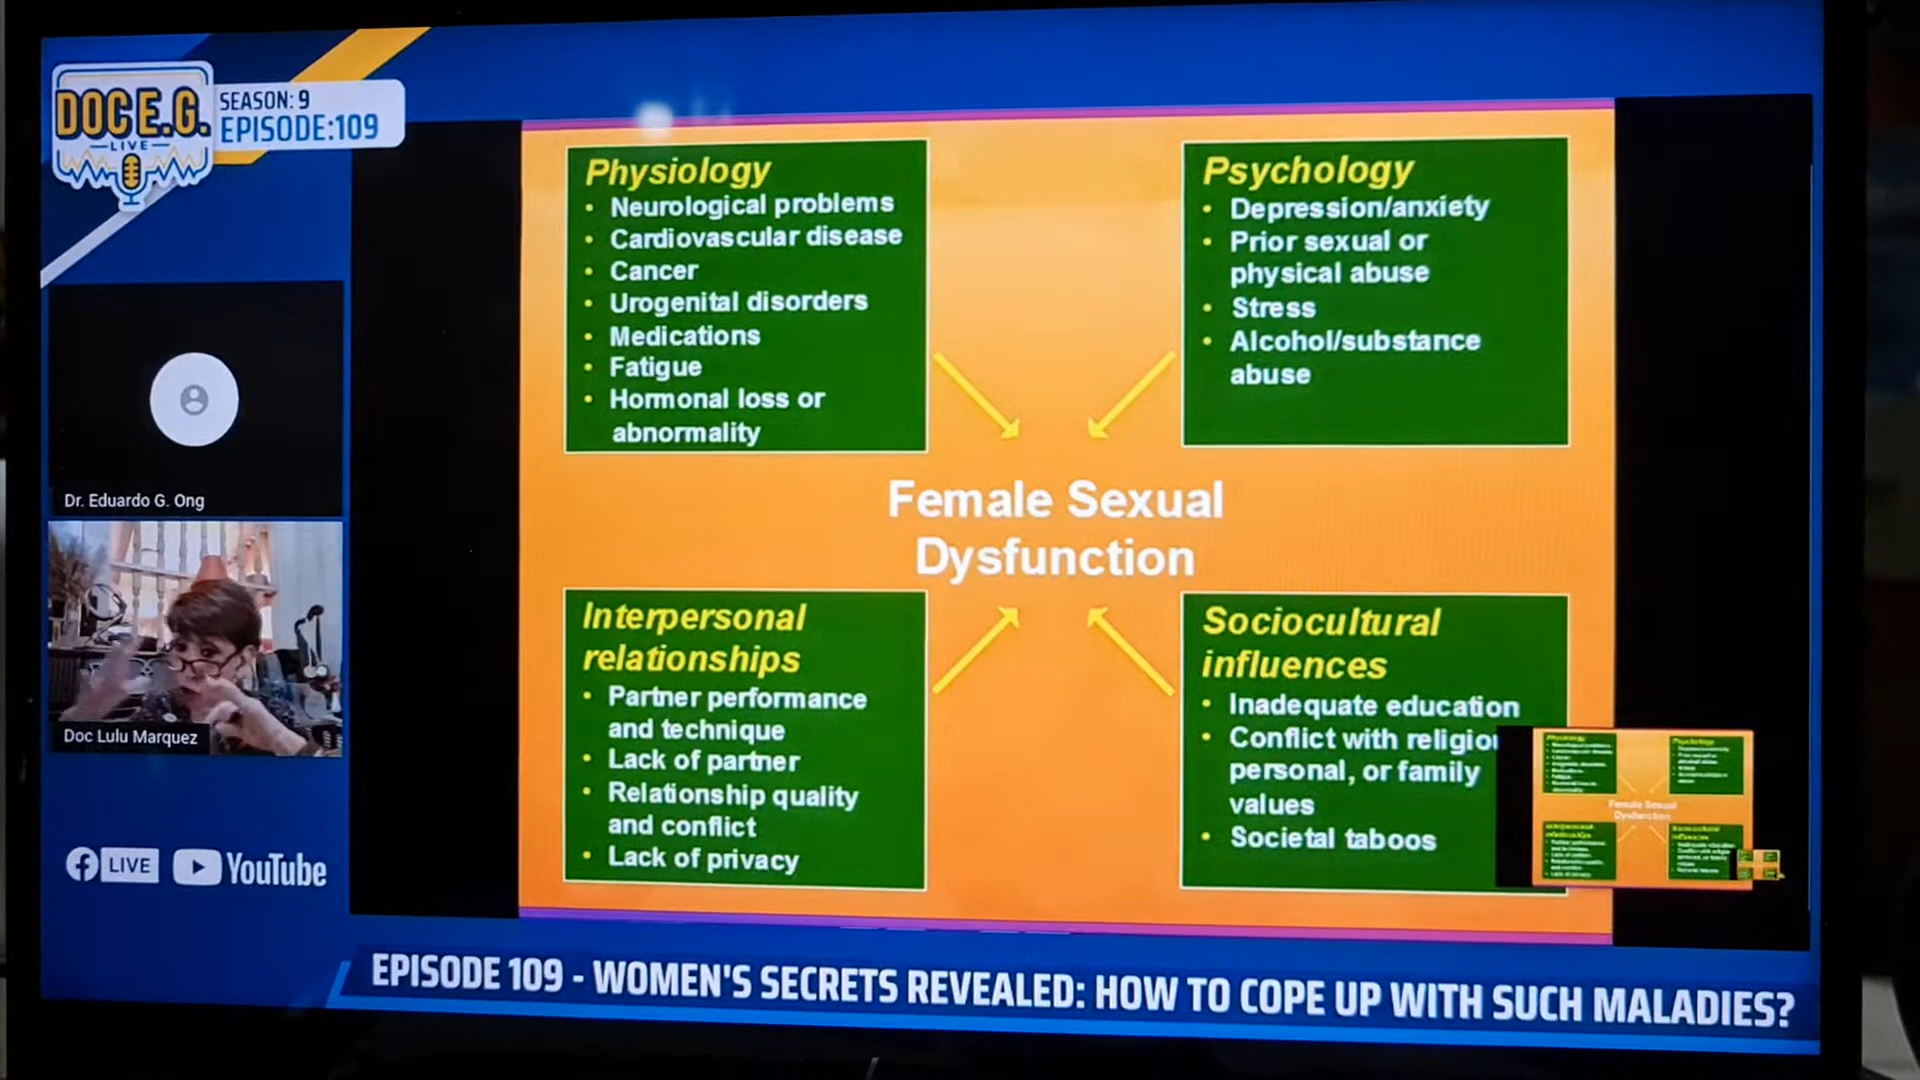 DOC E.G.
LIVE
SEASON: 9
EPISODE:109
Physiology
• Neurological problems
• Cardiovascular disease
• Cancer
• Urogenital disorders
• Medications
• Fatigue
• Hormonal loss or
abnormality
Psychology
• Depression/anxiety
• Prior sexual or
physical abuse
• Stress
• Alcohol/substance
abuse
Female Sexual
Dysfunction
Interpersonal
relationships
• Partner performance
and technique
• Lack of partner
• Relationship quality
and conflict
• Lack of privacy
Sociocultural
influences
• Inadequate education
• Conflict with
personal, or family
values
• Societal taboos
Dr. Eduardo G. Ong
Doc Lulu Marquez
LIVE
YouTube
Female Sexual
Dysfunction
EPISODE 109 - WOMEN'S SECRETS REVEALED: HOW TO COPE UP WITH SUCH MALADIES?